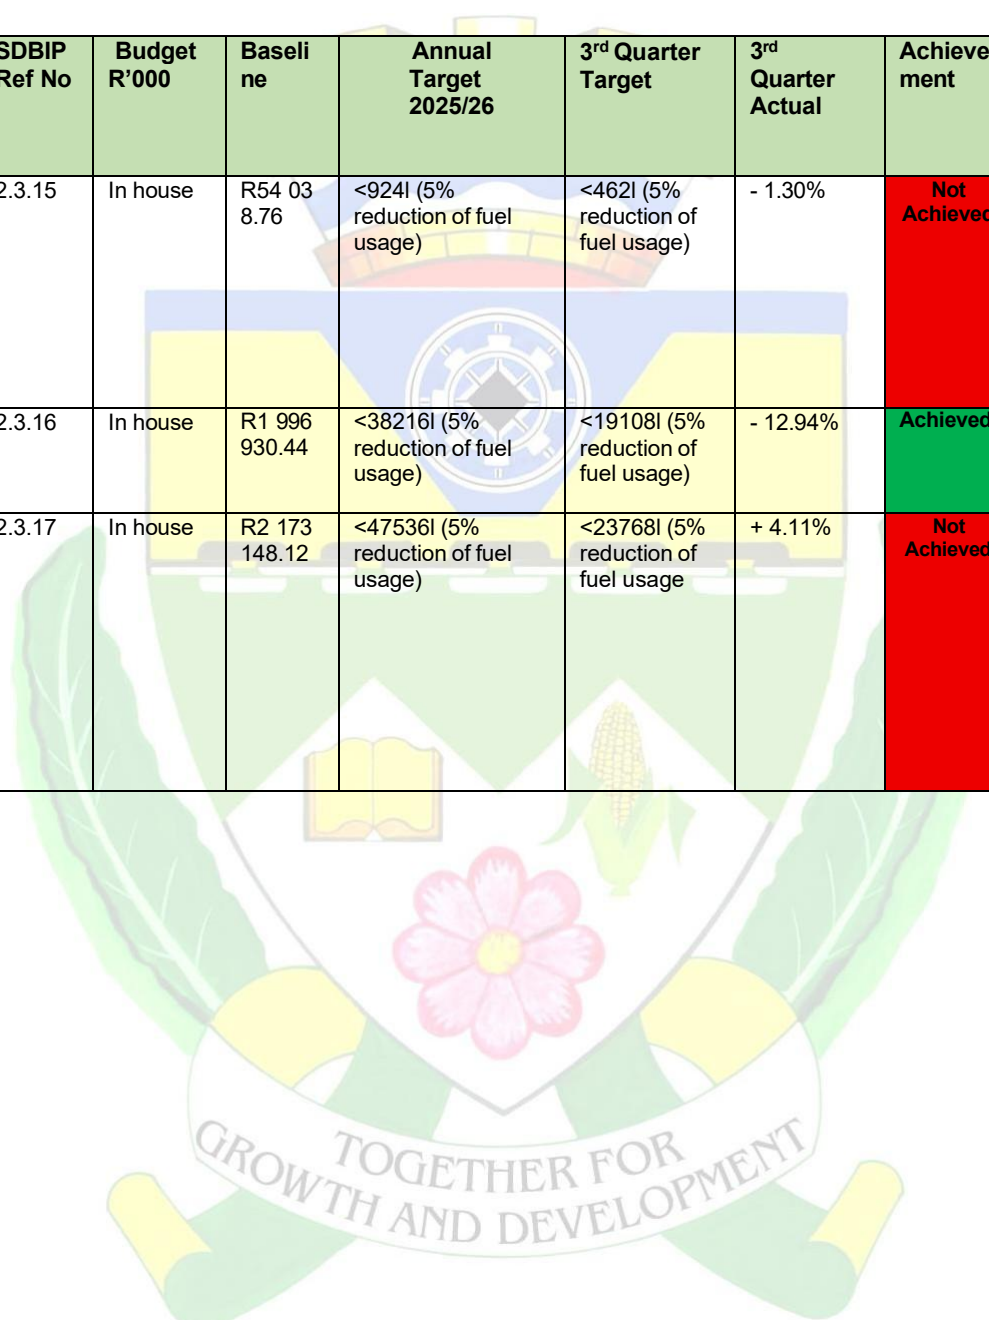 SDBIP Budget Baseli Annual 3rd Quarter 3rd Achieve
Ref No R’000 ne Target Target Quarter ment
2025/26 Actual
2.3.15 In house R54 03 <924l (5% <462l (5% - 1.30% Not
8.76 reduction of fuel reduction of Achieved
usage) fuel usage)
2.3.16 In house R1 996 <38216l (5% <19108l (5% - 12.94% Achieved
930.44 reduction of fuel reduction of
usage) fuel usage)
2.3.17 In house R2 173 <47536l (5% <23768l (5% + 4.11% Not
148.12 reduction of fuel reduction of Achieved
usage) fuel usage
TOGETHER FOR
GROWTH AND DEVELOPMENT